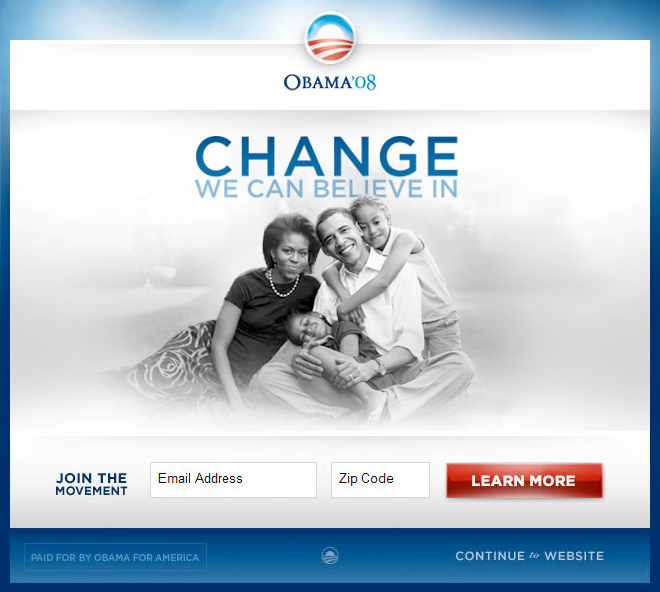 OBAMA'08
CHANGE
WE CAN BELIEVE IN
JOIN THE
MOVEMENT
Email Address
Zip Code
LEARN MORE
PAID FOR BY OBAMA FOR AMERICA
CONTINUE to WEBSITE